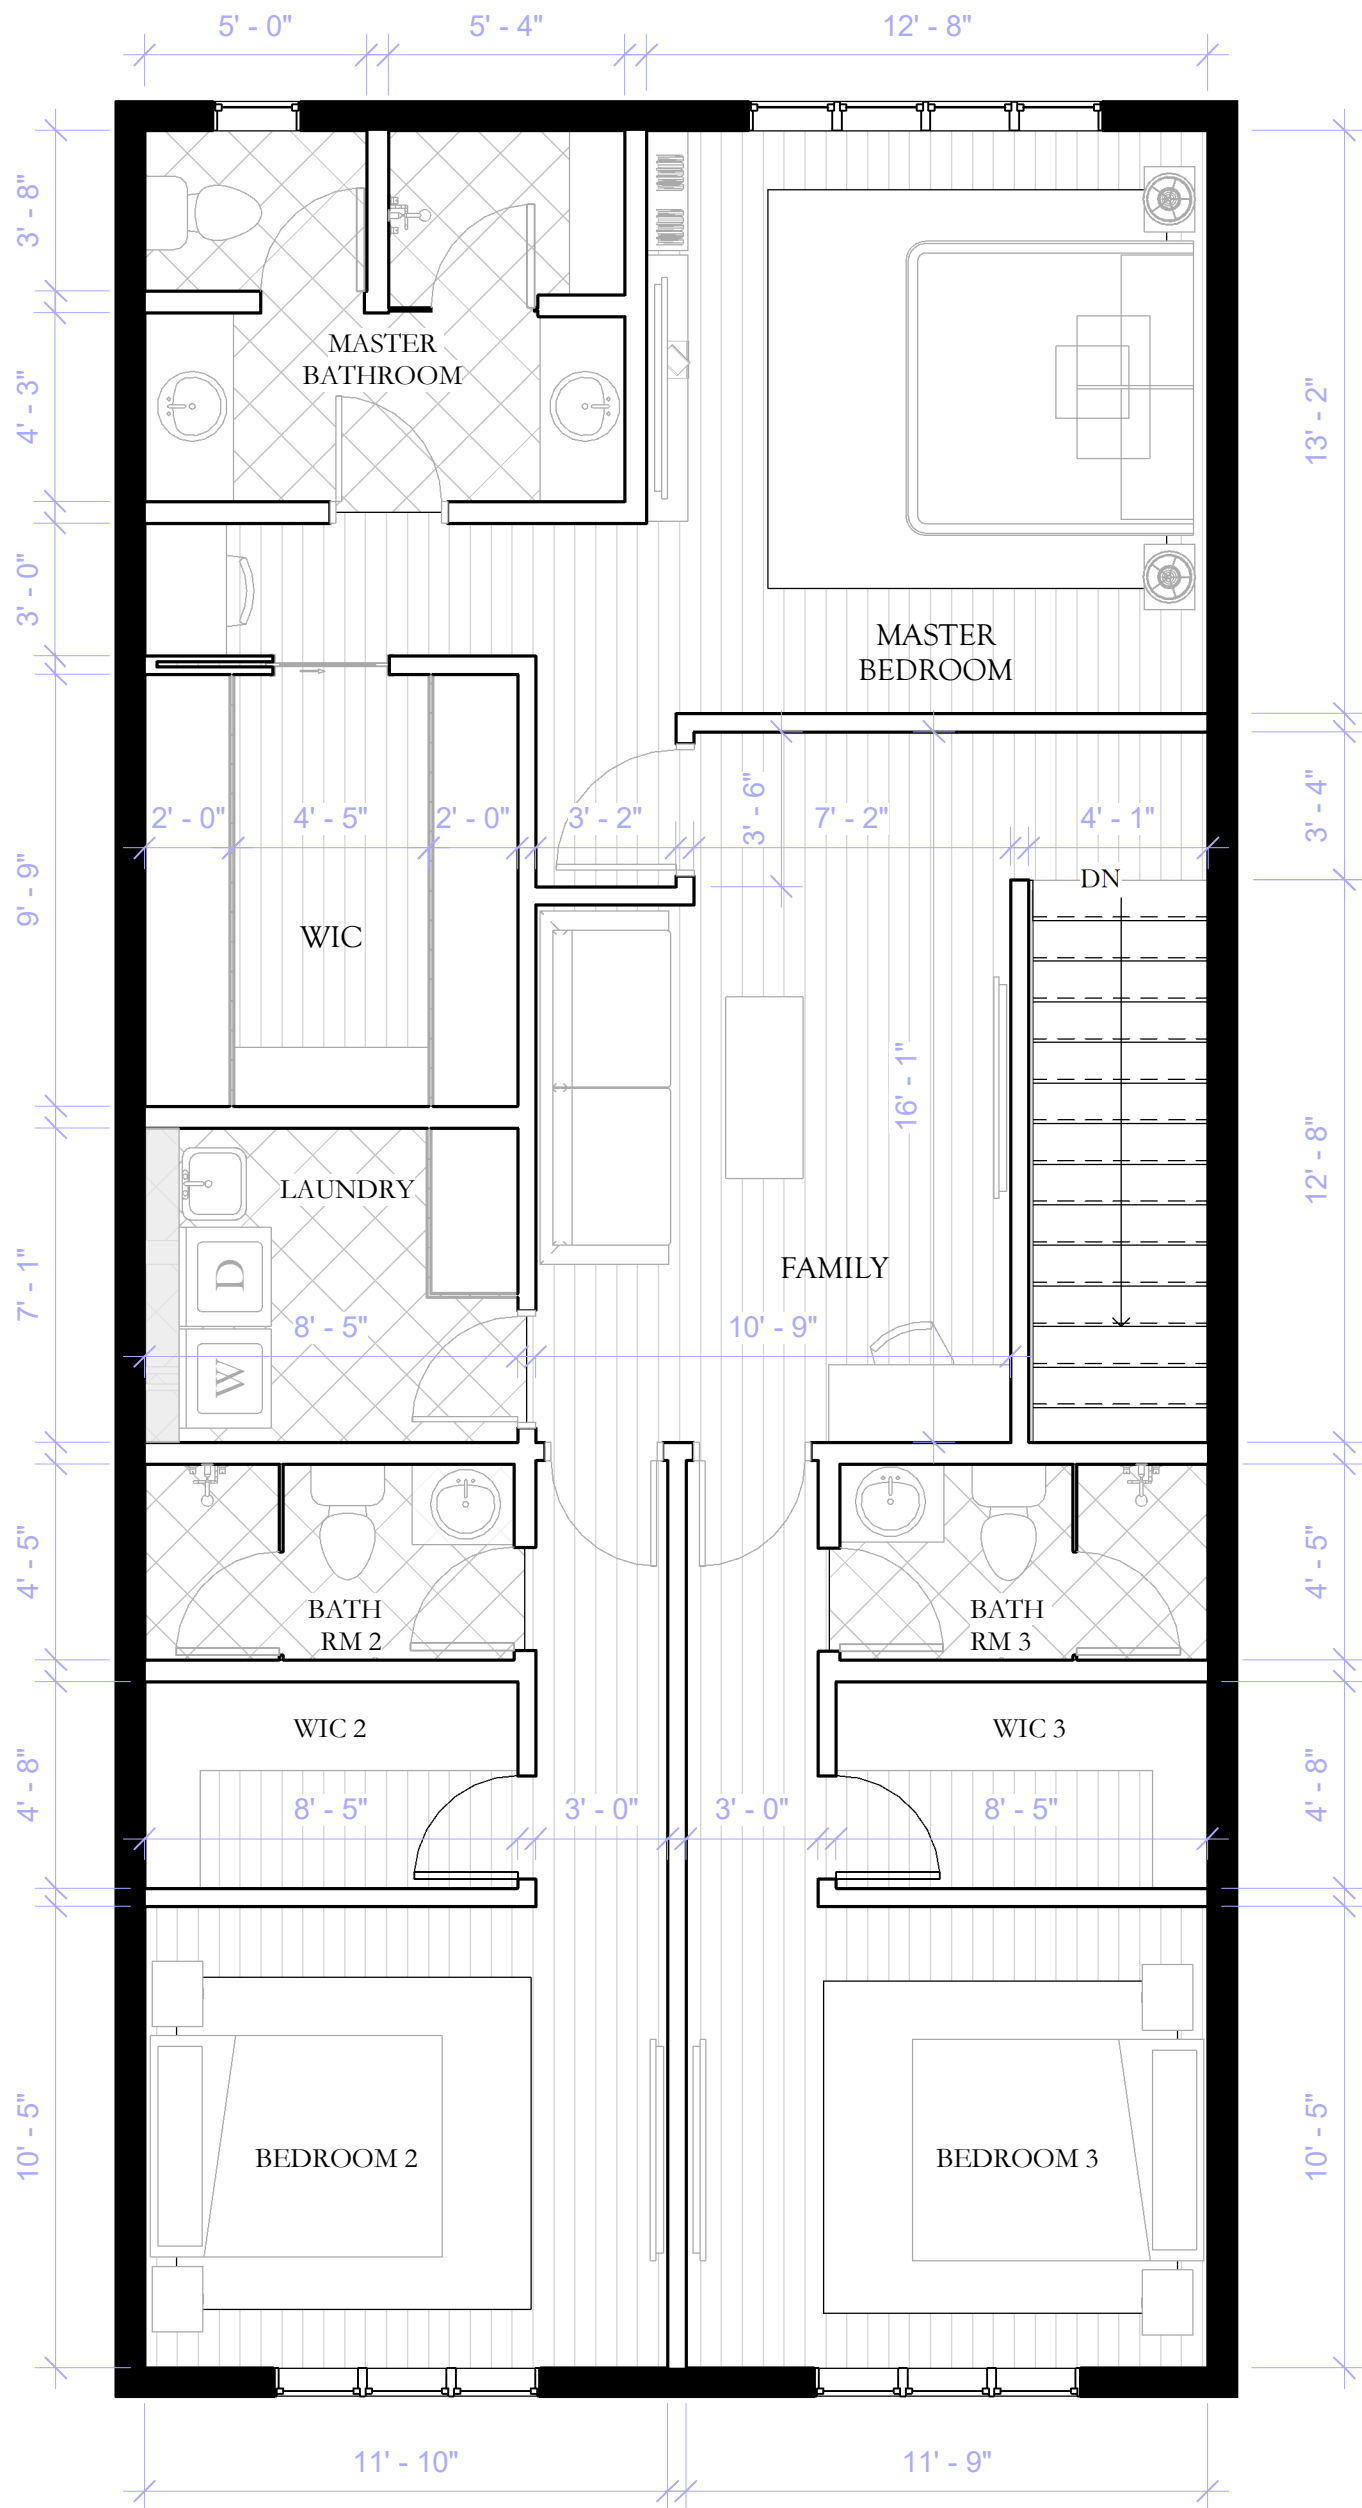 5' - 0"
5' - 4"
12' - 8"
3' - 8"
MASTER
BATHROOM
4' - 3"
13' - 2"
3' - 0"
MASTER
BEDROOM
3' - 6"
3' - 4"
2' - 0"
4' - 5"
2' - 0"
3' - 2"
7' - 2"
4' - 1"
9' - 9"
DN
WIC
16' - 1"
12' - 8"
LAUNDRY
D
FAMILY
7' - 1"
8' - 5"
10' - 9"
W
4' - 5"
BATH
RM 2
BATH
RM 3
4' - 5"
WIC 2
WIC 3
4' - 8"
8' - 5"
3' - 0"
3' - 0"
8' - 5"
4' - 8"
10' - 5"
BEDROOM 2
BEDROOM 3
10' - 5"
11' - 10"
11' - 9"